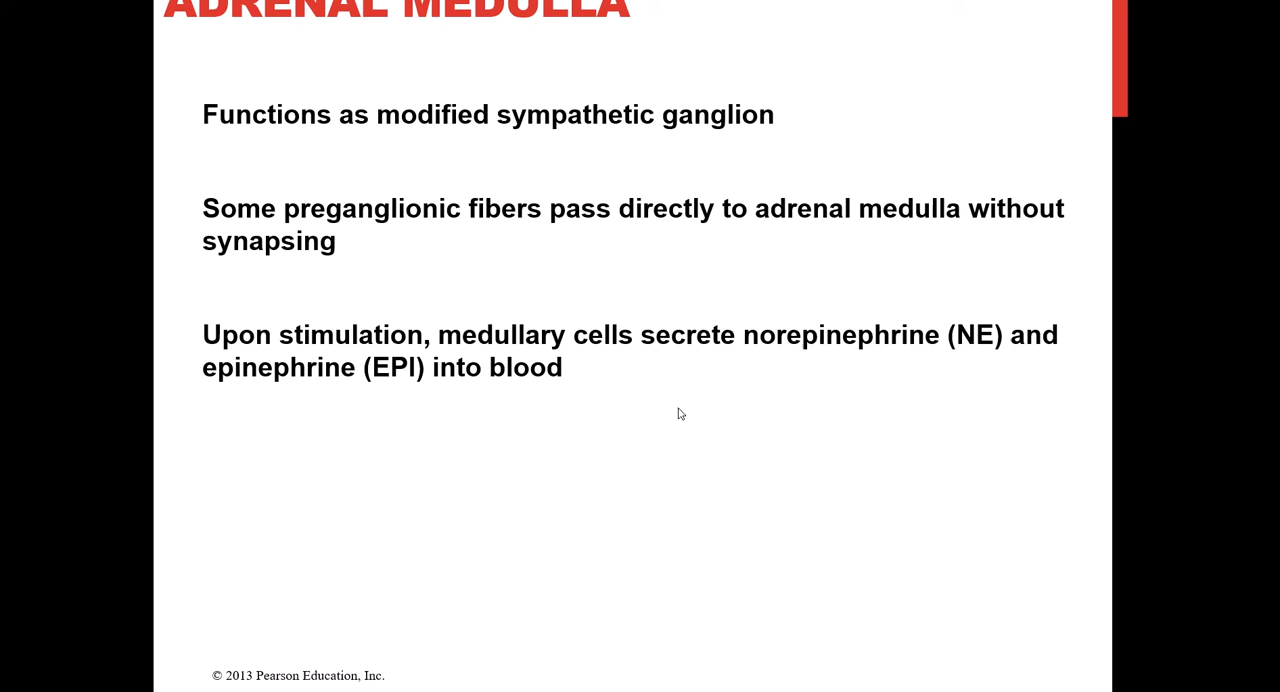 ADRENAL MEDULLA
Functions as modified sympathetic ganglion
Some preganglionic fibers pass directly to adrenal medulla without
synapsing
Upon stimulation, medullary cells secrete norepinephrine (NE) and
epinephrine (EPI) into blood
© 2013 Pearson Education, Inc.